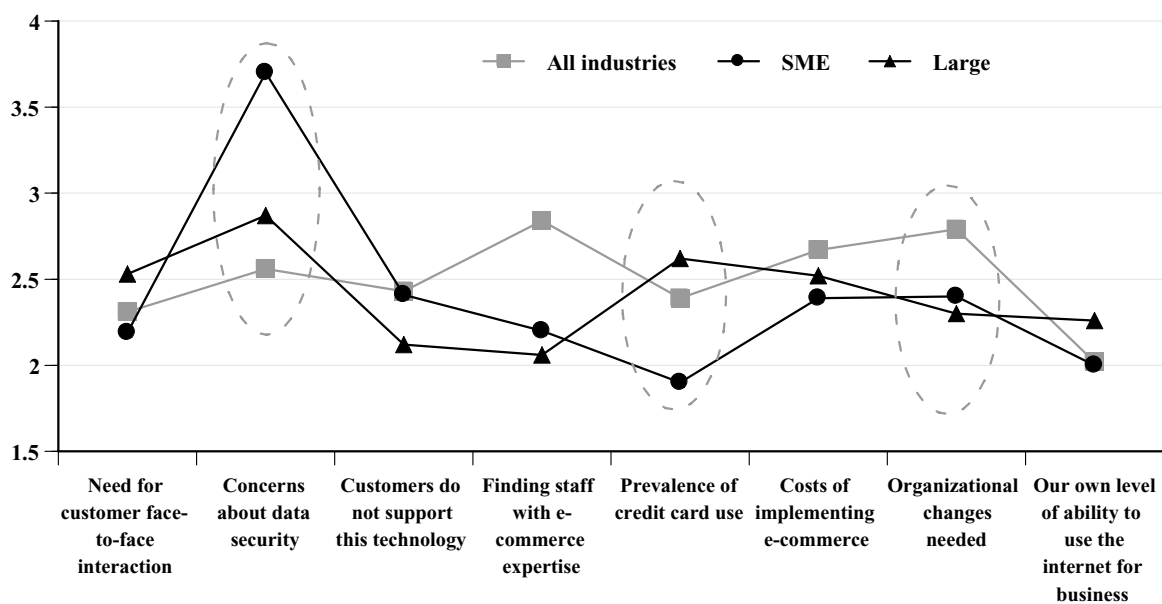 4
All industries SME Large
3.5
3
2.5
2
1.5
Need for
customer face-
to-face
interaction
Concerns
about data
security
Customers do
not support
this technology
Finding staff
with e-
commerce
expertise
Prevalence of
credit card use
Costs of
implementing
e-commerce
Organizational
changes
needed
Our own level
of ability to
use the
internet for
business